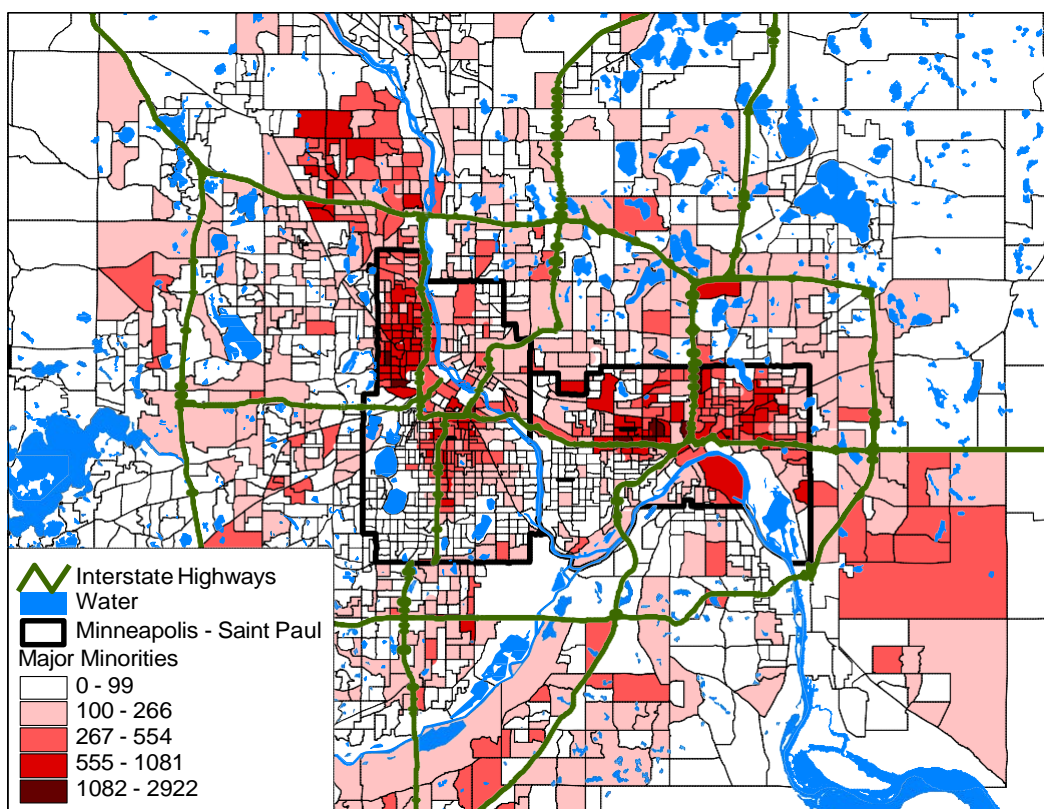 Interstate Highways
Water
Minneapolis - Saint Paul
Major Minorities
0 - 99
100 - 266
267 - 554
555 - 1081
1082 - 2922